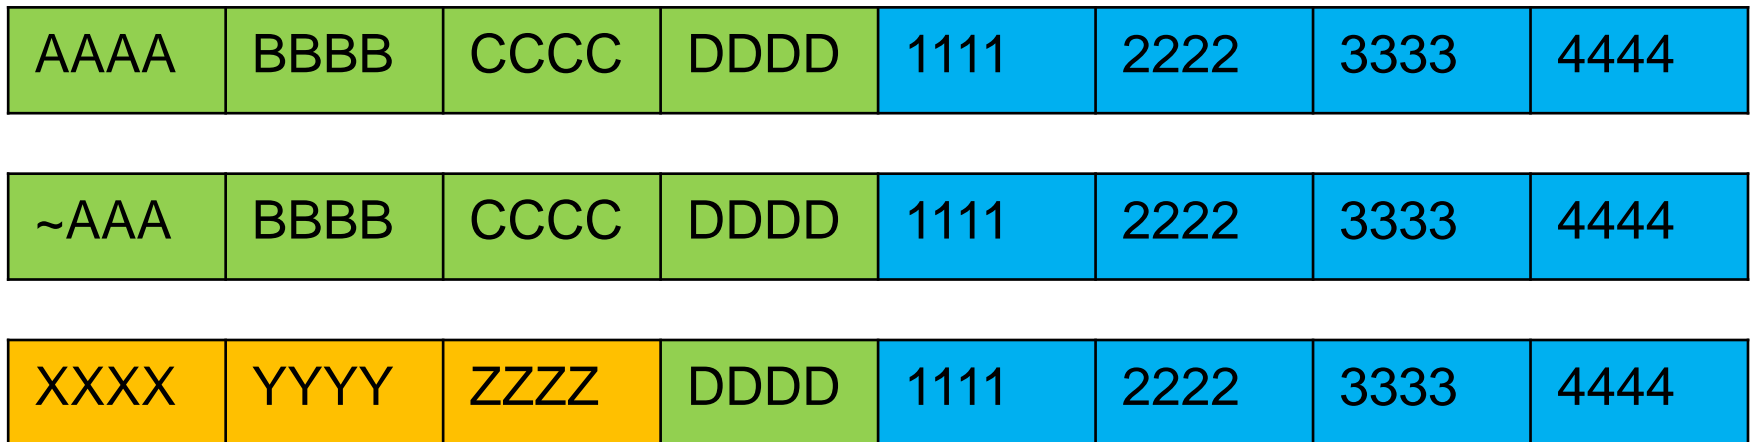 AAAA BBBB CCCC DDDD 1111 2222 3333 4444
~AAA BBBB CCCC DDDD 1111 2222 3333 4444
XXXX YYYY ZZZZ DDDD 1111 2222 3333 4444